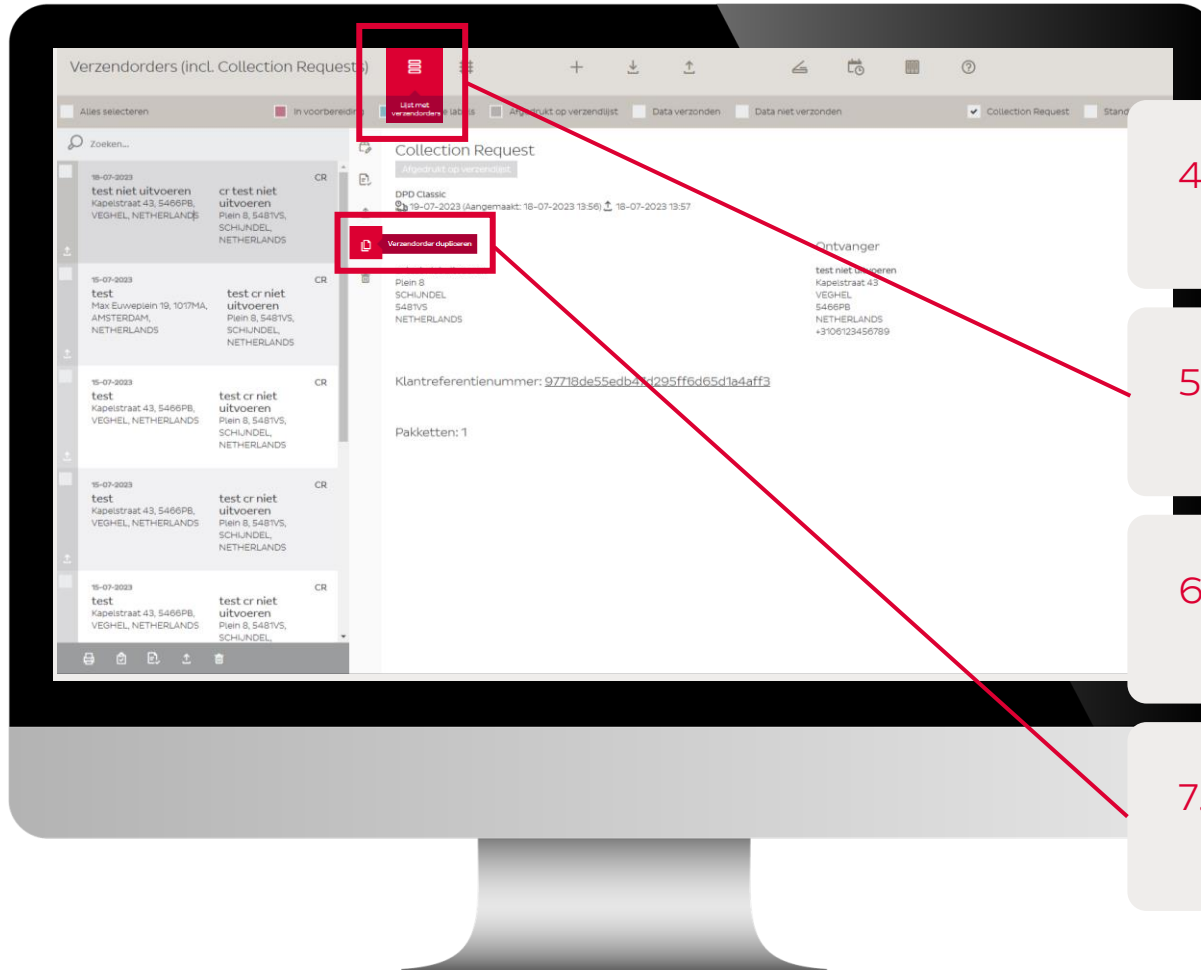 Verzendorders (incl. Collection Requests)
Lijst met
verzendorders
Alles selecteren
In voorbereiding
labels
Afgedrukt op verzendlijst
Data verzonden
Data niet verzonden
Collection Request
Stand
Zoeken...
18-07-2023 CR
test niet uitvoeren
Kapelstraat 43, 5466PB,
VEGHEL, NETHERLANDS
cr test niet
uitvoeren
Plein 8, 5481VS,
SCHIJNDEL,
NETHERLANDS
15-07-2023 CR
test
Max Euweplein 19, 1017MA,
AMSTERDAM,
NETHERLANDS
test cr niet
uitvoeren
Plein 8, 5481VS,
SCHIJNDEL,
NETHERLANDS
15-07-2023 CR
test
Kapelstraat 43, 5466PB,
VEGHEL, NETHERLANDS
test cr niet
uitvoeren
Plein 8, 5481VS,
SCHIJNDEL,
NETHERLANDS
15-07-2023 CR
test
Kapelstraat 43, 5466PB,
VEGHEL, NETHERLANDS
test cr niet
uitvoeren
Plein 8, 5481VS,
SCHIJNDEL,
NETHERLANDS
15-07-2023 CR
test
Kapelstraat 43, 5466PB,
VEGHEL, NETHERLANDS
test cr niet
uitvoeren
Plein 8, 5481VS,
SCHIJNDEL,
Collection Request
Afgedrukt op verzendlijst
DPD Classic
19-07-2023 (Aangemaakt: 18-07-2023 13:56) 18-07-2023 13:57
Verzendorder dupliceren
Plein 8
SCHIJNDEL
5481VS
NETHERLANDS
Ontvanger
test niet uitvoeren
Kapelstraat 43
VEGHEL
5466PB
NETHERLANDS
+3106123456789
Klantreferentienummer: 97718de55edb47d295ff6d65d1a4aff3
Pakketten: 1
4
5
6
7.